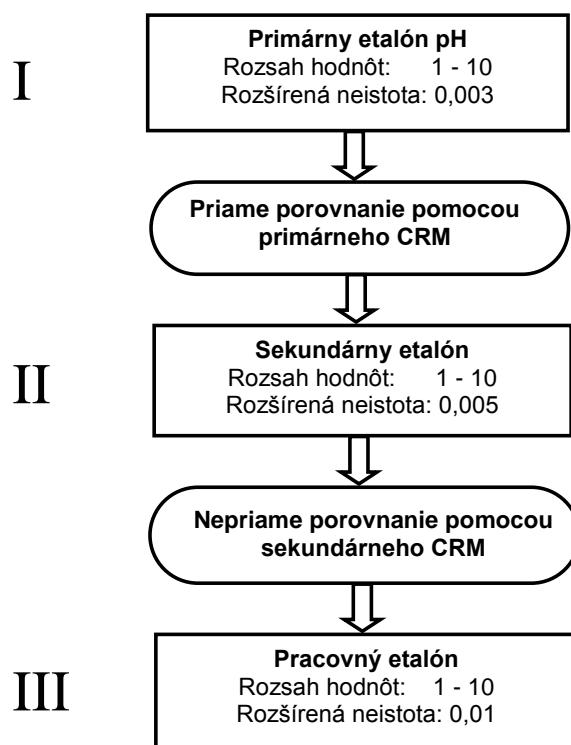 I
Primárny etalón pH
Rozsah hodnôt: 1 - 10
Rozšírená neistota: 0,003
Priame porovnanie pomocou
primárneho CRM
II
Sekundárny etalón
Rozsah hodnôt: 1 - 10
Rozšírená neistota: 0,005
Nepriame porovnanie pomocou
sekundárneho CRM
III
Pracovný etalón
Rozsah hodnôt: 1 - 10
Rozšírená neistota: 0,01